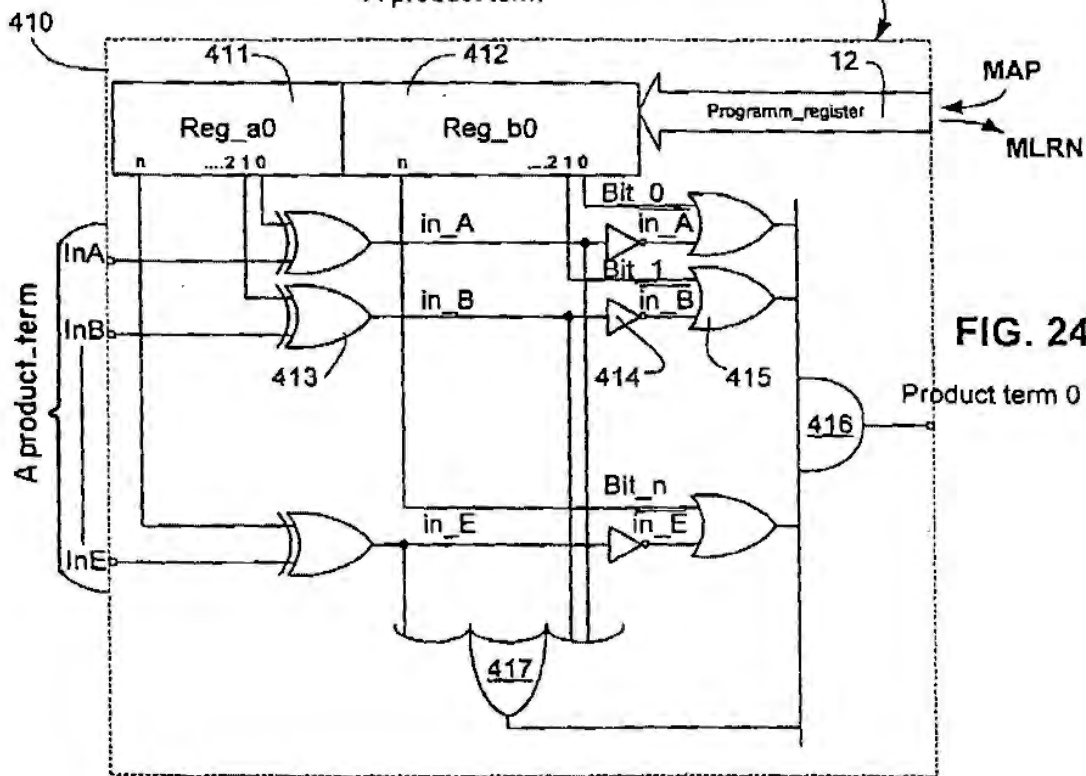 410
411
412
12
MAP
MLRN
Reg_a0
Reg_b0
Programm_register
n ....2 1 0
n ....2 1 0
Bit_0
in_A
in_A
InA
Bit_1
in_B
in_B
InB
413
414
415
FIG. 24
Product term 0
416
A product_term
Bit_n
in_E
in_E
InE
417